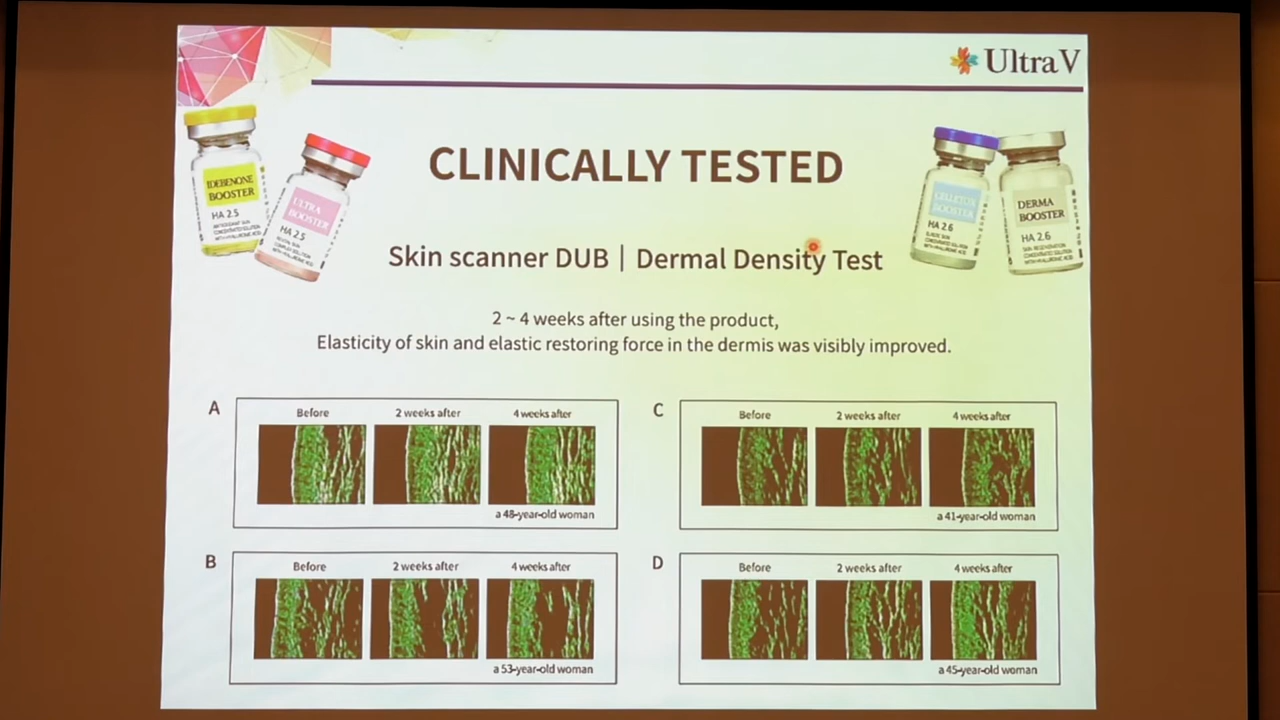 UltraV
CLINICALLY TESTED
IDEBENONE
BOOSTER
HA 2.5
ULTRA
BOOSTER
HA 2.5
CELLETOX
BOOSTER
HA 2.6
DERMA
BOOSTER
HA 2.6
Skin scanner DUB | Dermal Density Test
2 ~ 4 weeks after using the product,
Elasticity of skin and elastic restoring force in the dermis was visibly improved.
A
Before 2 weeks after 4 weeks after
a 48-year-old woman
C
Before 2 weeks after 4 weeks after
a 41-year-old woman
B
Before 2 weeks after 4 weeks after
a 53-year-old woman
D
Before 2 weeks after 4 weeks after
a 45-year-old woman